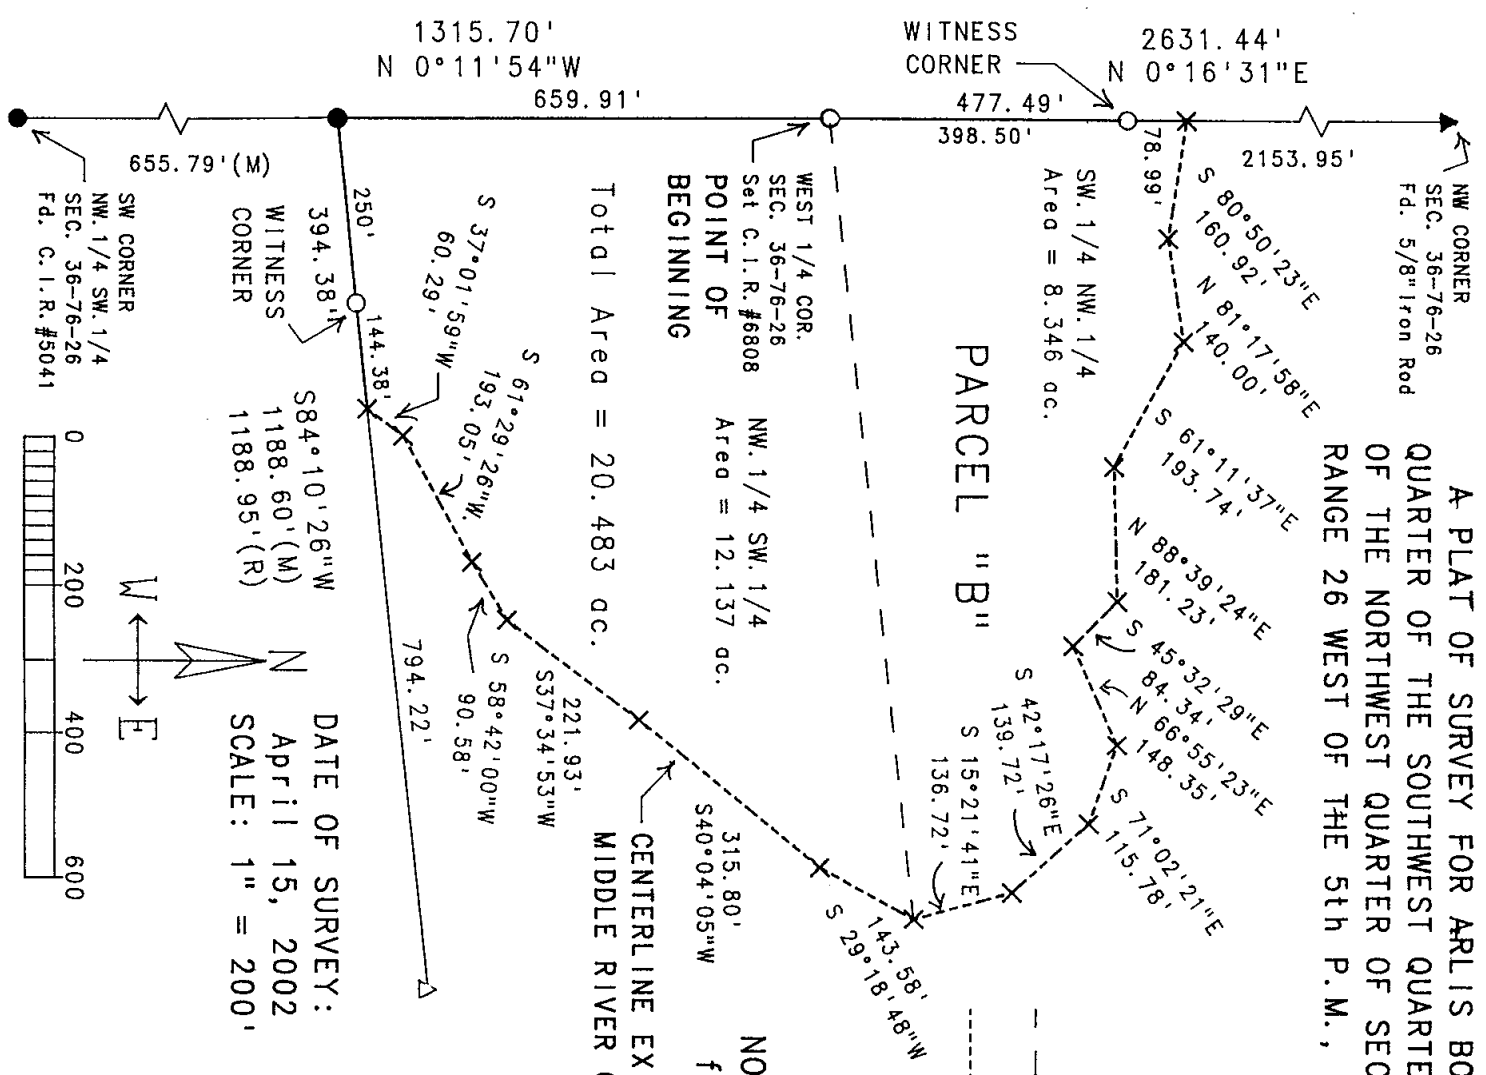 A PLAT OF SURVEY FOR ARLIS BO
QUARTER OF THE SOUTHWEST QUARTE
OF THE NORTHWEST QUARTER OF SEC
RANGE 26 WEST OF THE 5th P.M.,
1315.70'
N 0°11'54"W
659.91'
WITNESS
CORNER
2631.44'
N 0°16'31"E
477.49'
398.50'
78.99'
2153.95'
655.79'(M)
NW CORNER
SEC. 36-76-26
Fd. 5/8"Iron Rod
S 80°50'23"E
160.92'
N 81°17'58"E
140.00'
S 61°11'37"E
193.74'
N 88°39'24"E
181.23'
S 45°32'29"E
84.34'
N 66°55'23"E
148.35'
S 71°02'21"E
115.78'
S 42°17'26"E
139.72'
S 15°21'41"E
136.72'
SW. 1/4 NW. 1/4
Area = 8.346 ac.
PARCEL "B"
WEST 1/4 COR.
SEC. 36-76-26
Set C.I.R.#6808
POINT OF
BEGINNING
NW. 1/4 SW. 1/4
Area = 12.137 ac.
Total Area = 20.483 ac.
143.58'
S 29°18'48"W
315.80'
S40°04'05"W
221.93'
S37°34'53"W
S 58°42'00"W
90.58'
S 61°29'26"W.
193.05'
S 37°01'59"W
60.29'
CENTERLINE EX
MIDDLE RIVER
NO
f
250'
144.38'
394.38'
WITNESS
CORNER
794.22'
S84°10'26"W
1188.60'(M)
1188.95'(R)
SW CORNER
NW. 1/4 SW. 1/4
SEC. 36-76-26
Fd. C.I.R.#5041
W
N
E
DATE OF SURVEY:
April 15, 2002
SCALE: 1" = 200'
0
200
400
600